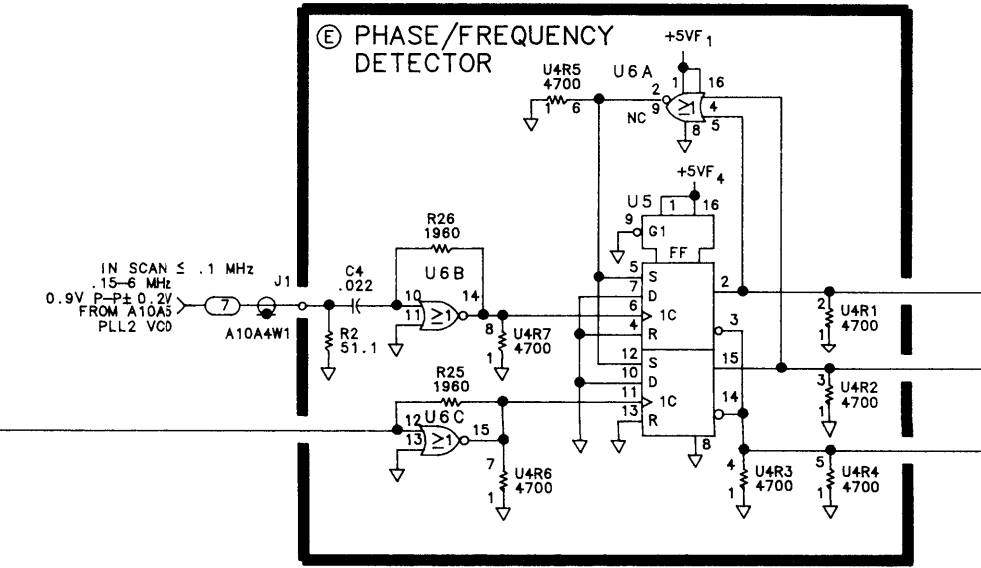 E PHASE/FREQUENCY
DETECTOR
+5VF1
U4R5
4700
1 6
U6A
2
9
NC
1
16
≥1
4
5
8
+5VF4
U5
1 16
9
G1
FF
5 S
7 D
6 1C
4 R
12 S
10 D
11 1C
13 R
2
3
15
14
8
R26
1960
U6B
10
11
≥1
14
8
U4R7
1 4700
IN SCAN ≤ .1 MHz
.15-6 MHz
0.9V P-P± 0.2V
FROM A10A5
PLL2 VCO
7
A10A4W1
J1
C4
.022
R2
51.1
R25
1960
U6C
12
13
≥1
15
7
U4R6
1 4700
2 U4R1
1 4700
3 U4R2
1 4700
4 U4R3
1 4700
5 U4R4
1 4700